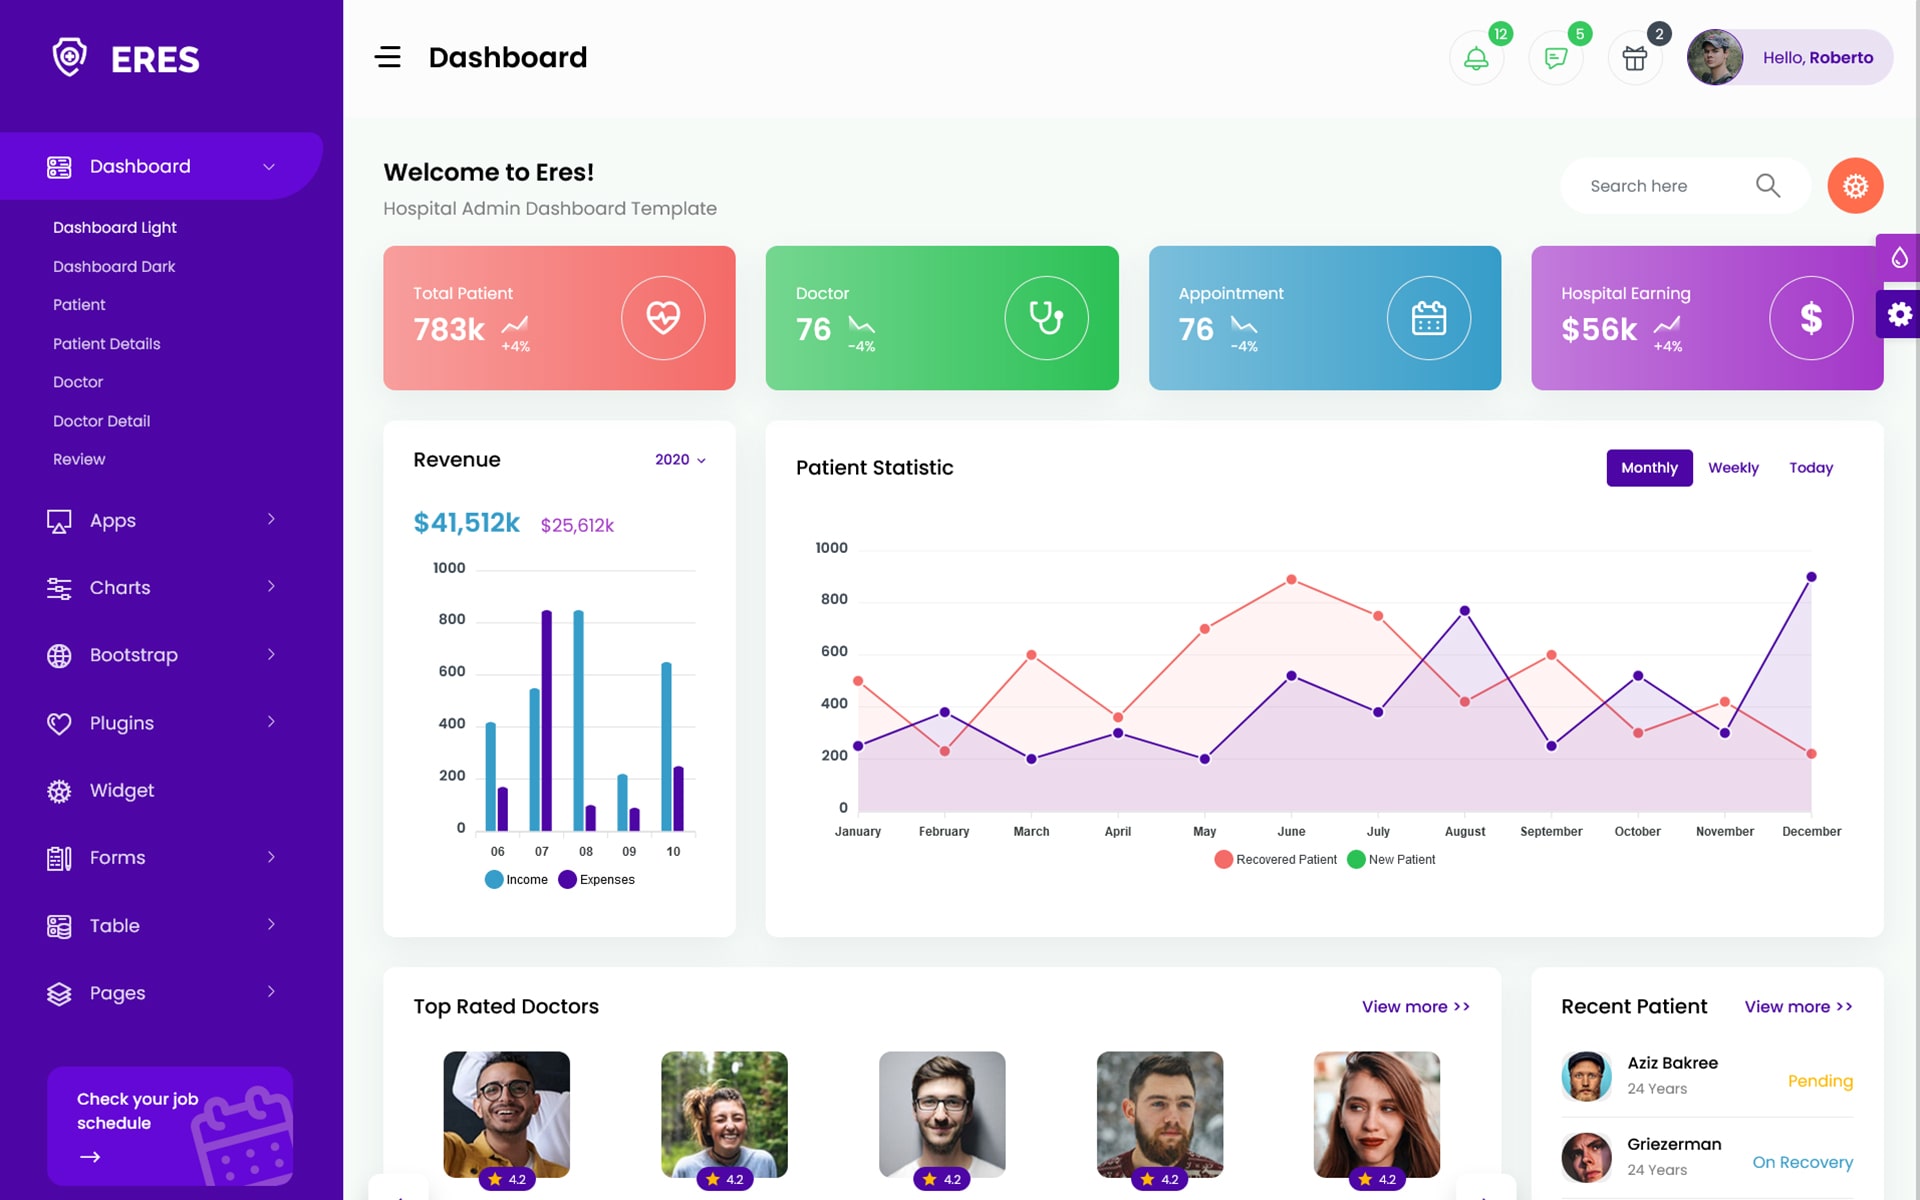 ERES
Dashboard
12
5
2
Hello, Roberto
Dashboard
Dashboard Light
Dashboard Dark
Patient
Patient Details
Doctor
Doctor Detail
Review
Apps
Charts
Bootstrap
Plugins
Widget
Forms
Table
Pages
Check your job
schedule
Welcome to Eres!
Hospital Admin Dashboard Template
Search here
Total Patient
783k
+4%
Doctor
76
-4%
Appointment
76
-4%
Hospital Earning
$56k
+4%
$
Revenue
2020
$41,512k $25,612k
1000
800
600
400
200
0
06 07 08 09 10
Income Expenses
Patient Statistic
Monthly Weekly Today
1000
800
600
400
200
0
January February March April May June July August September October November December
Recovered Patient New Patient
Top Rated Doctors
View more >>
4.2
4.2
4.2
4.2
4.2
Recent Patient
View more >>
Aziz Bakree
24 Years
Pending
Griezerman
24 Years
On Recovery